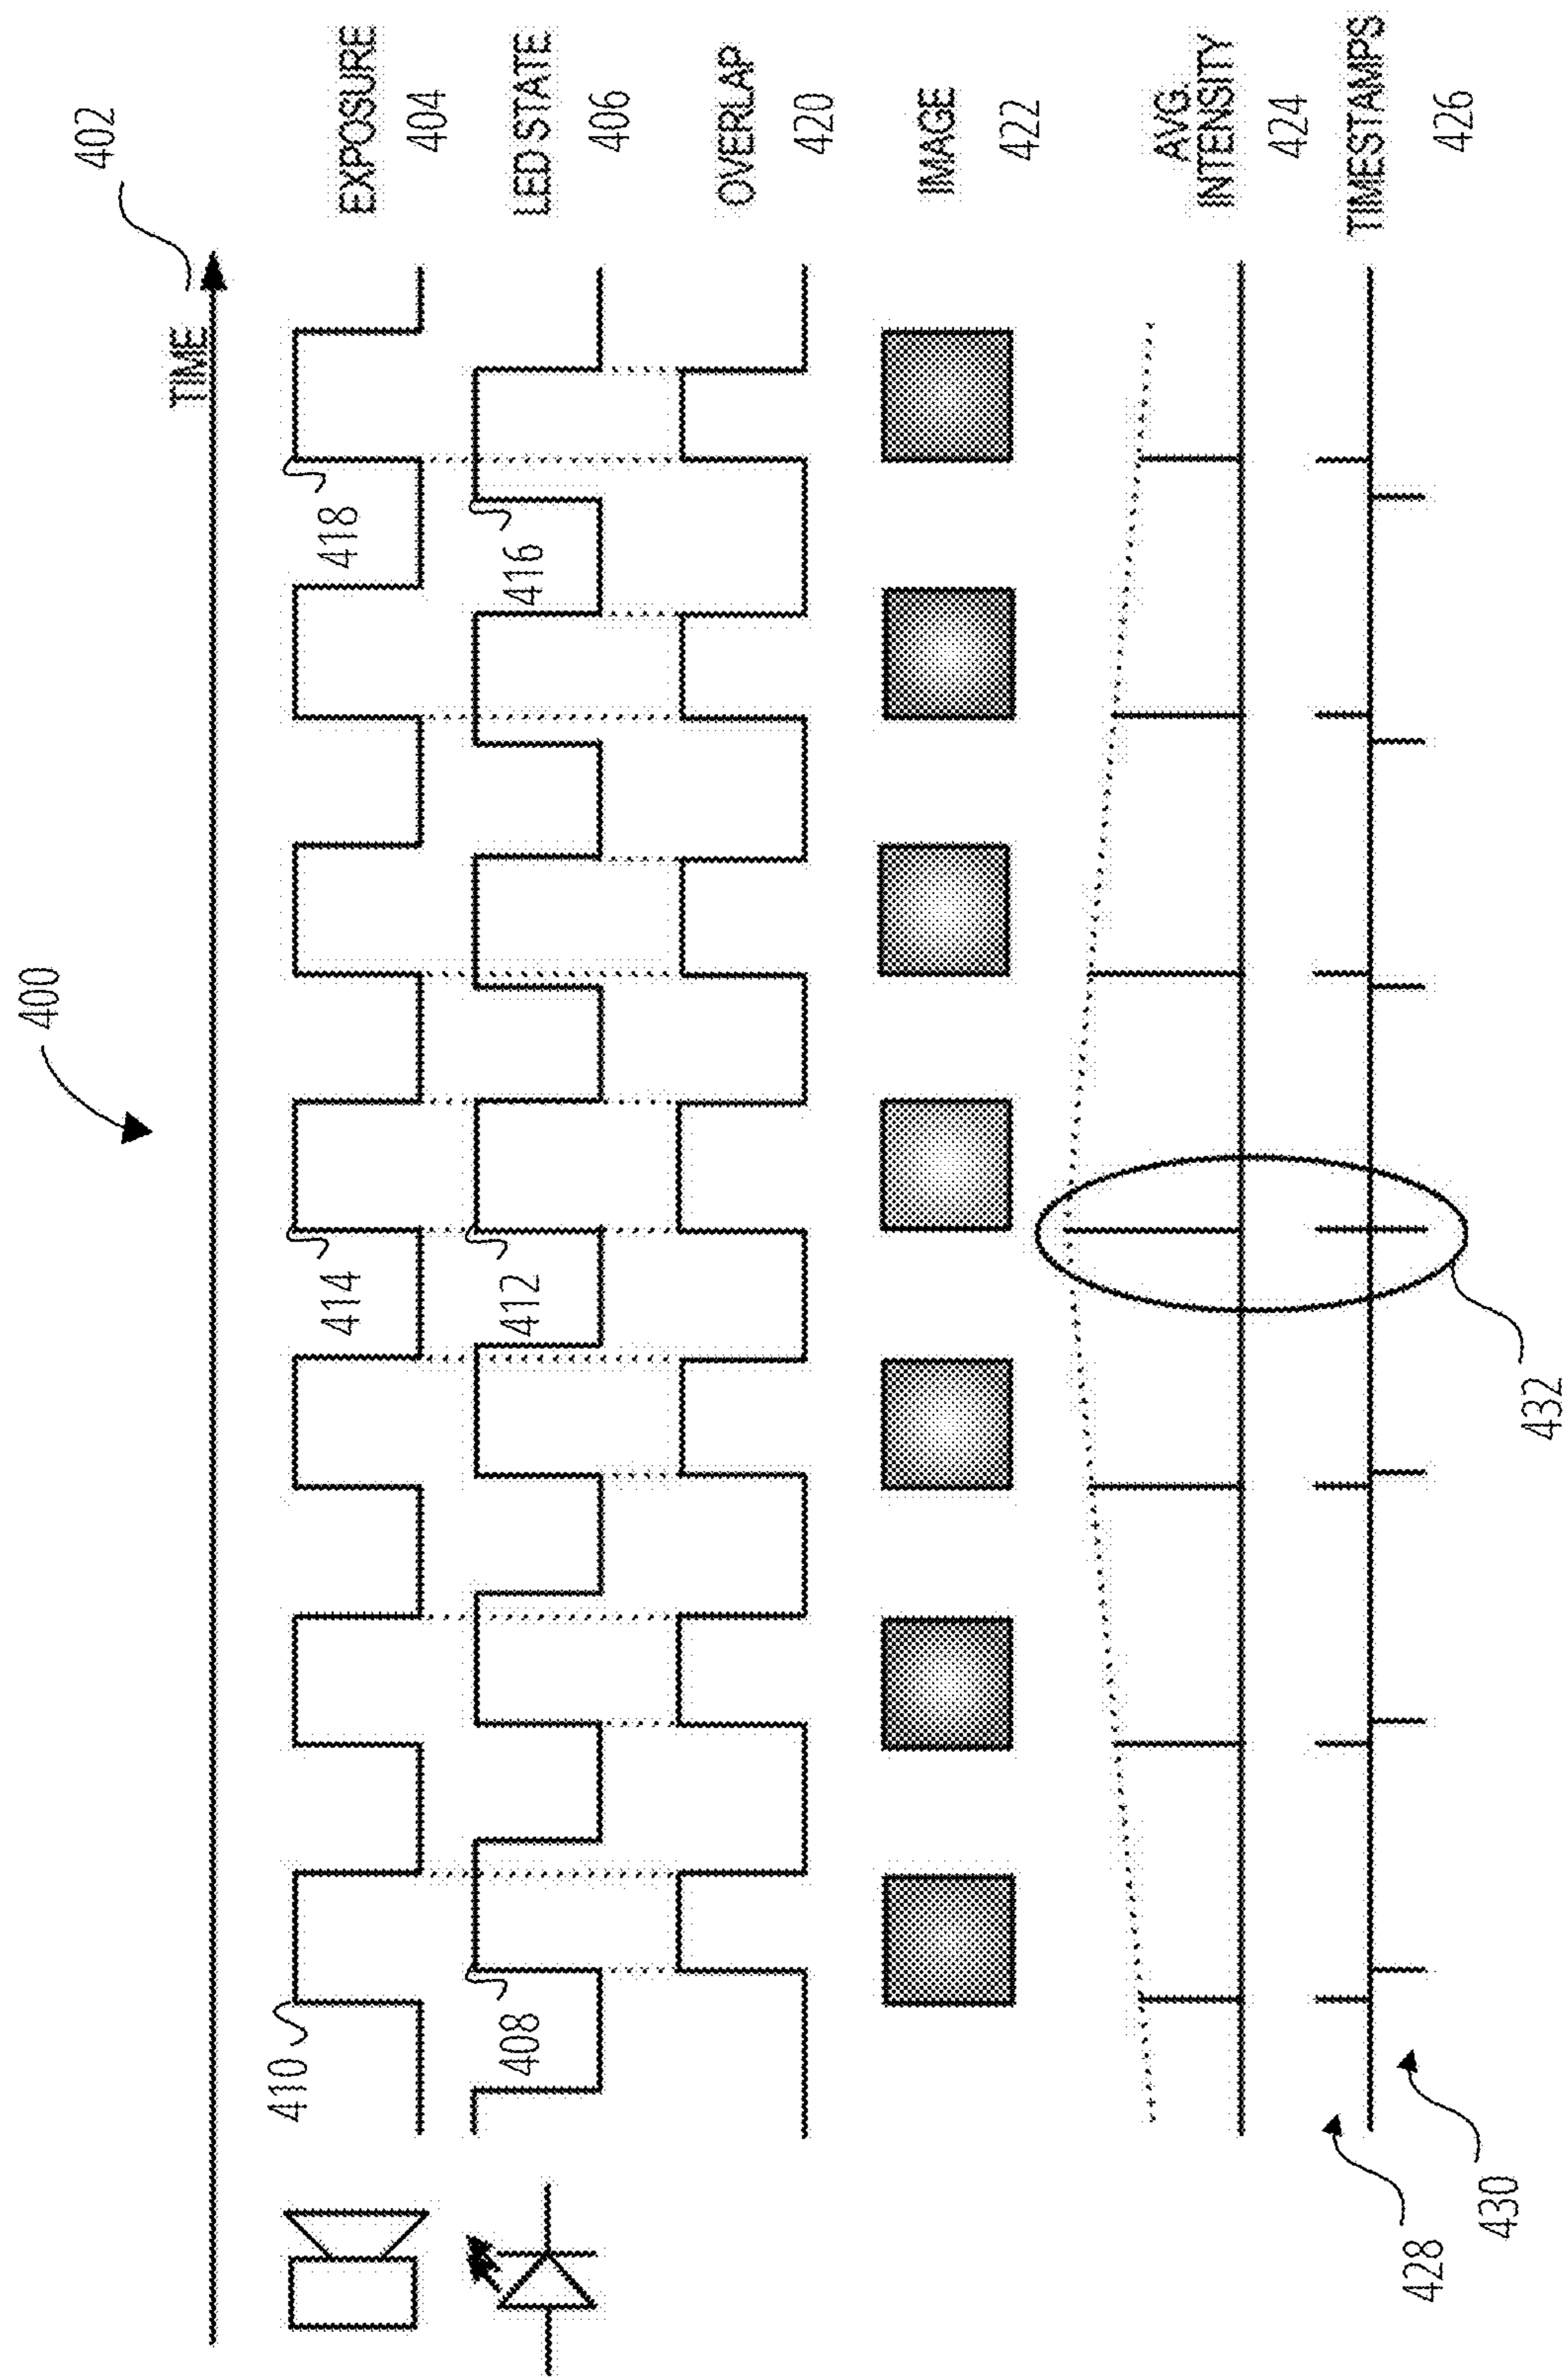 400
402
TIME
EXPOSURE
404
410
414
418
LED STATE
406
408
412
416
OVERLAP
420
IMAGE
422
AVG.
INTENSITY
424
TIMESTAMPS
426
428
430
432